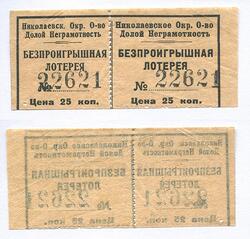 Николаевск. Окр. О-во
Долой Неграмотность
БЕЗПРОИГРЫШНАЯ
ЛОТЕРЕЯ
№ 22621
Цена 25 коп.
Николаевское Окр. О-во
Долой Неграмотность
БЕЗПРОИГРЫШНАЯ
ЛОТЕРЕЯ
№ 22621
Цена 25 коп.